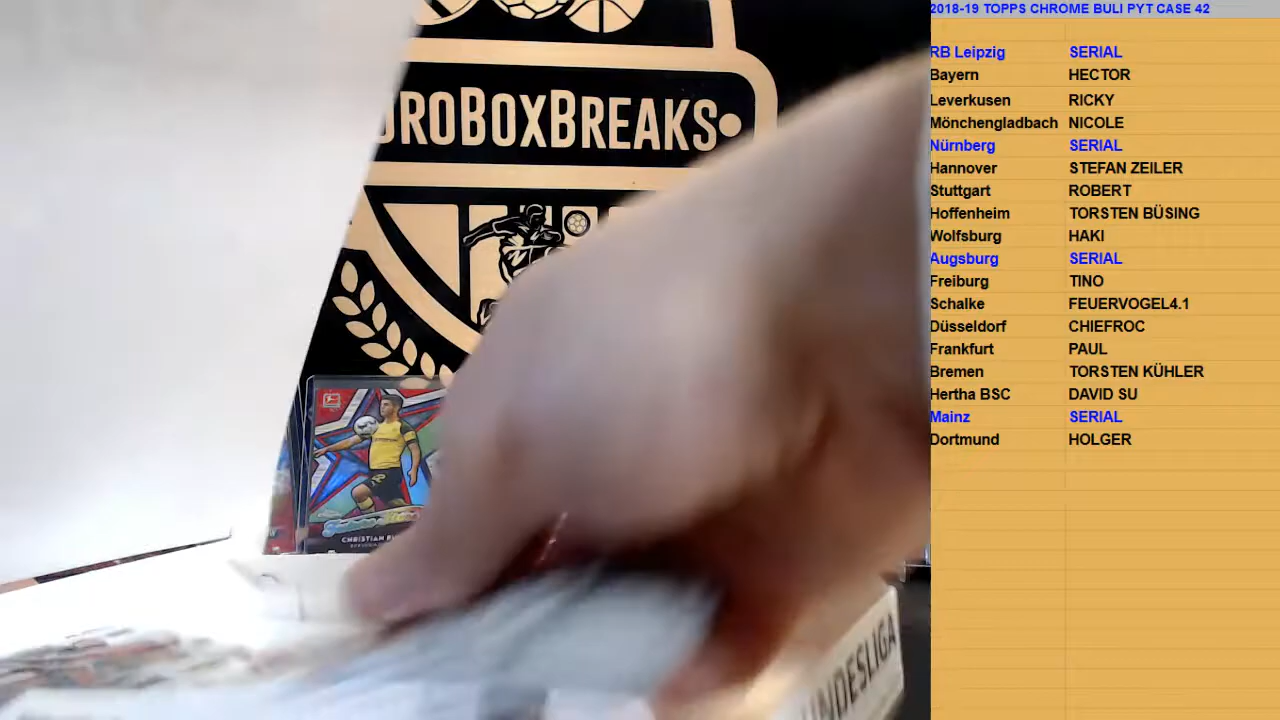 2018-19 TOPPS CHROME BULI PYT CASE 42
RB Leipzig SERIAL
Bayern HECTOR
Leverkusen RICKY
Mönchengladbach NICOLE
Nürnberg SERIAL
Hannover STEFAN ZEILER
Stuttgart ROBERT
Hoffenheim TORSTEN BÜSING
Wolfsburg HAKI
Augsburg SERIAL
Freiburg TINO
Schalke FEUERVOGEL4.1
Düsseldorf CHIEFROC
Frankfurt PAUL
Bremen TORSTEN KÜHLER
Hertha BSC DAVID SU
Mainz SERIAL
Dortmund HOLGER
UROBOXBREAKS
CHRISTIAN
UNDESLIGA